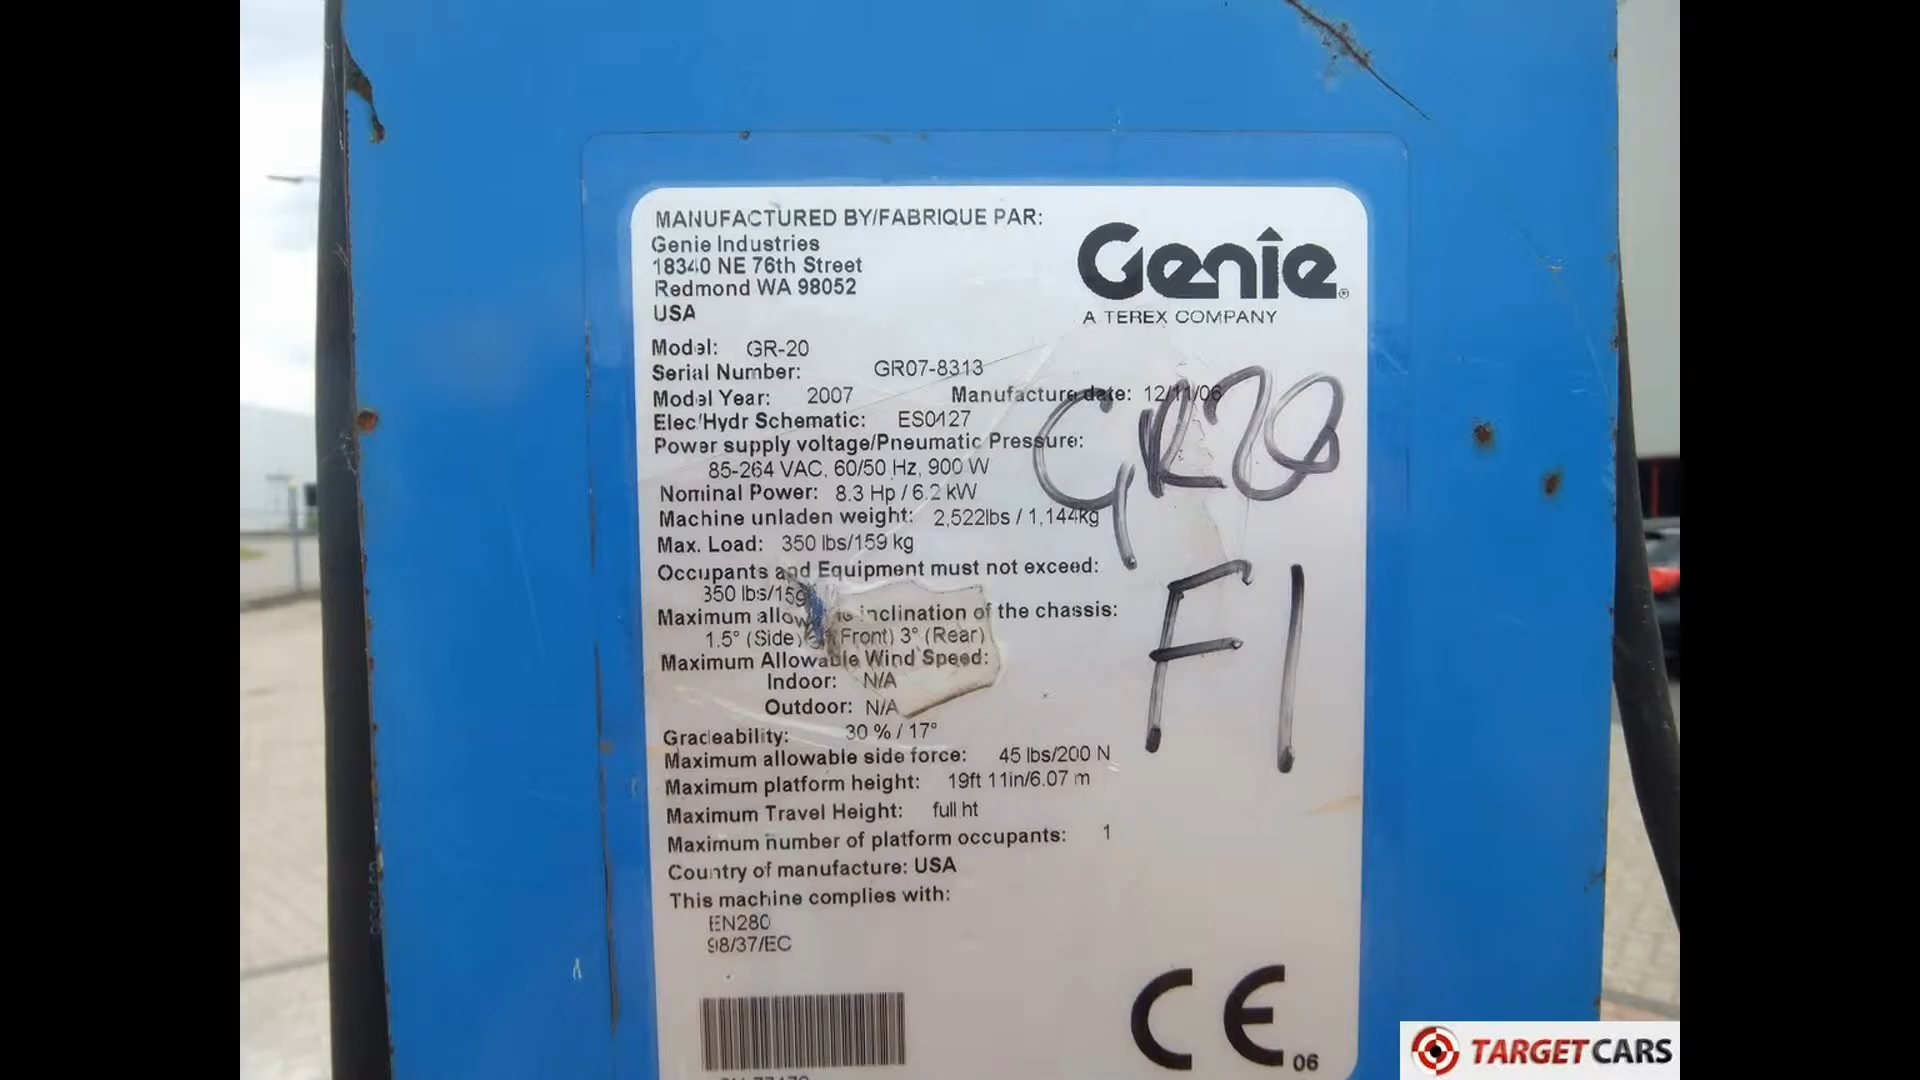 MANUFACTURED BY/FABRIQUE PAR:
Genie Industries
18340 NE 76th Street
Redmond WA 98052
USA
Genie®
A TEREX COMPANY
Model: GR-20
Serial Number: GR07-8313
Model Year: 2007 Manufacture date: 12/11/06
Elec/Hydr Schematic: ES0427
Power supply voltage/Pneumatic Pressure:
85-264 VAC, 60/50 Hz, 900 W
Nominal Power: 8.3 Hp / 6.2 kW
Machine unladen weight: 2,522lbs / 1,144kg
Max. Load: 350 lbs/159 kg
Occupants and Equipment must not exceed:
350 lbs/159
Maximum inclination of the chassis:
1.5° (Side) (Front) 3° (Rear)
Maximum Allowable Wind Speed:
Indoor: N/A
Outdoor: N/A
Gradeability: 30 % / 17°
Maximum allowable side force: 45 lbs/200 N
Maximum platform height: 19ft 11in/6.07 m
Maximum Travel Height: full ht
Maximum number of platform occupants: 1
Country of manufacture: USA
This machine complies with:
EN280
98/37/EC
GR20
F1
CE 06
TARGETCARS